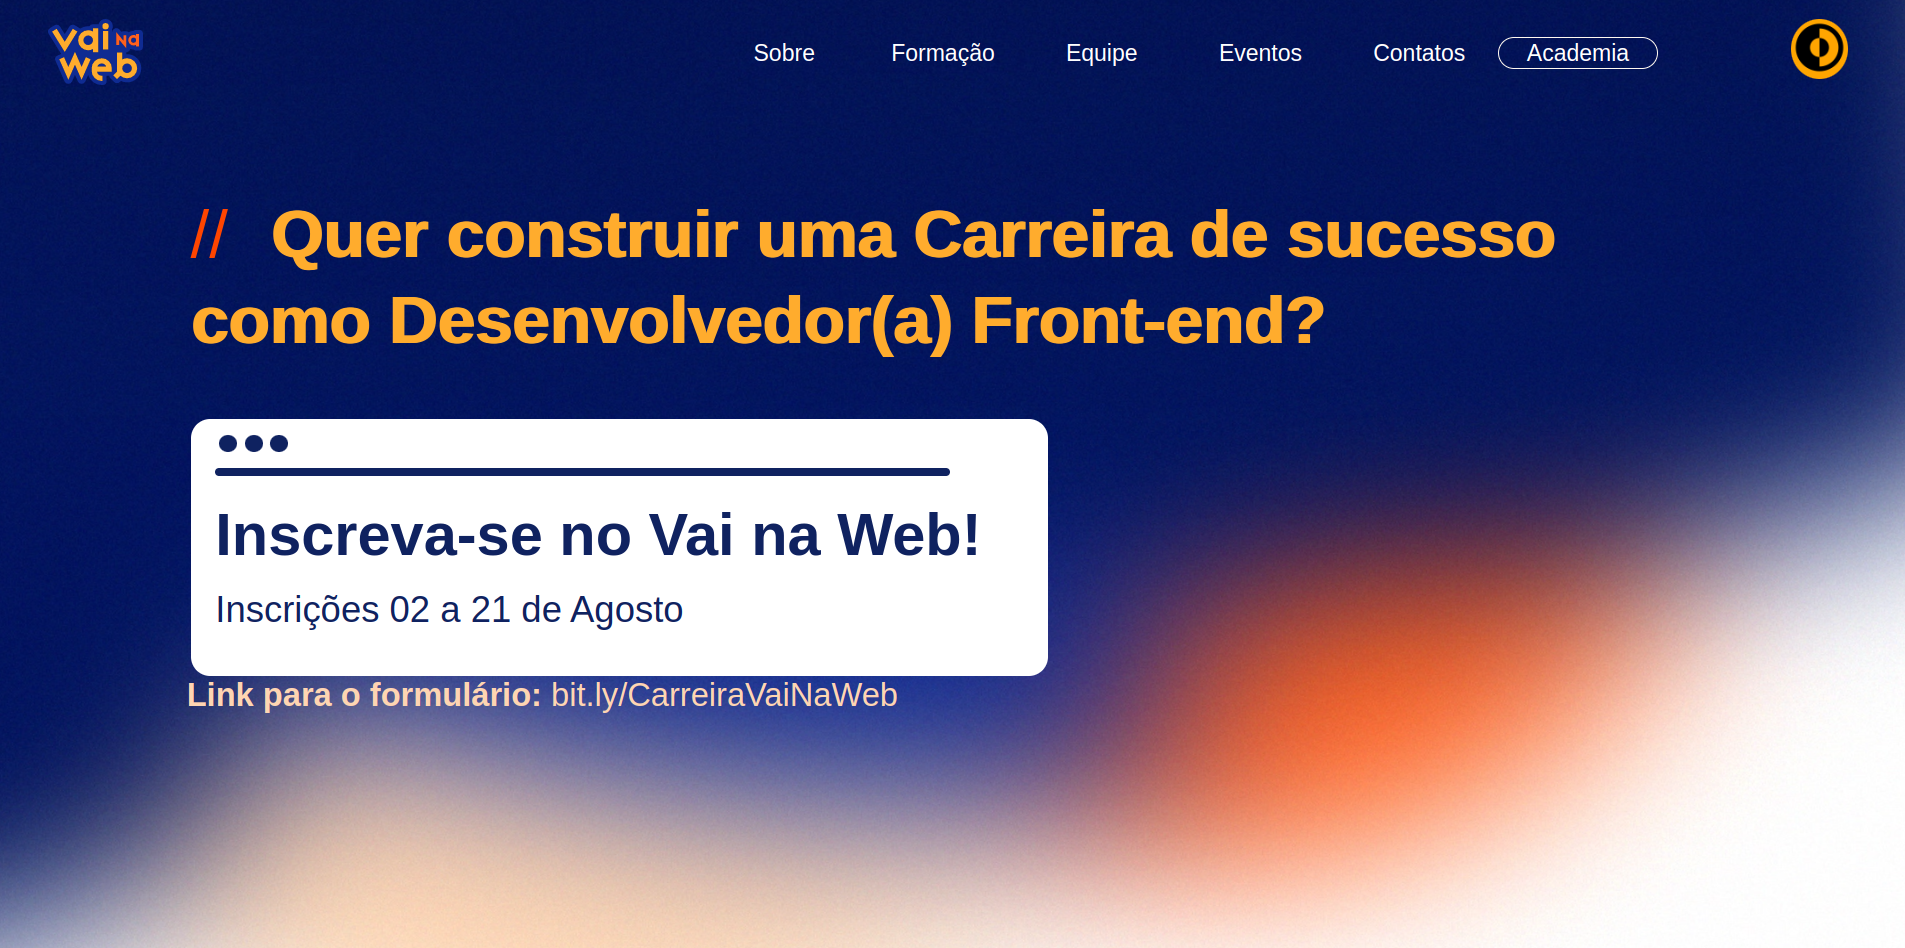 Vai Na
Web
Sobre Formação Equipe Eventos Contatos Academia
// Quer construir uma Carreira de sucesso
como Desenvolvedor(a) Front-end?
Inscreva-se no Vai na Web!
Inscrições 02 a 21 de Agosto
Link para o formulário: bit.ly/CarreiraVaiNaWeb